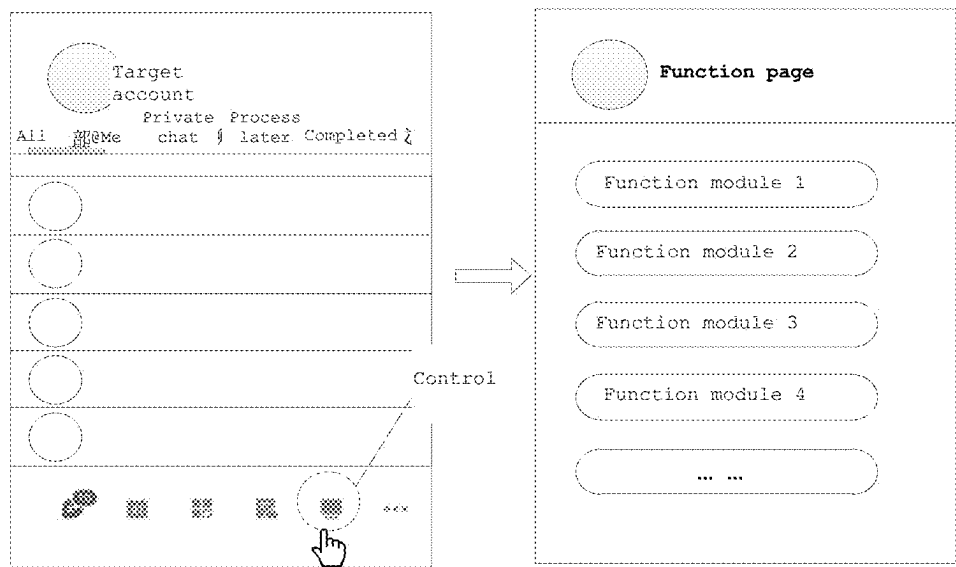 Target
account
Function page
Private Process
All @Me chat later Completed
Function module 1
Function module 2
Function module 3
Control
Function module 4
... ...